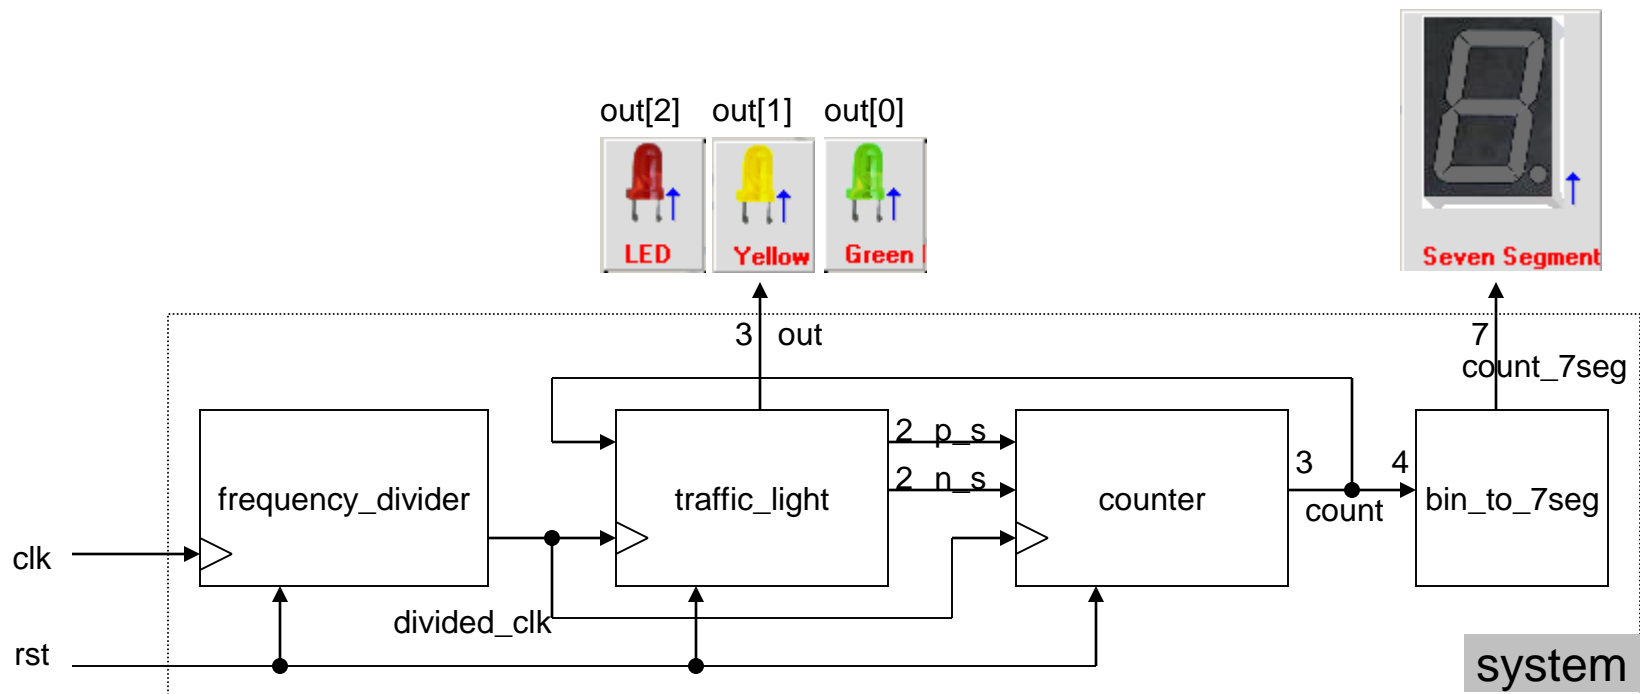 out[2] out[1] out[0]
LED Yellow Green
Seven Segment
3 out
7
count_7seg
frequency_divider
traffic_light
2 p_s
2 n_s
counter
3
4
count
bin_to_7seg
clk
divided_clk
rst
system